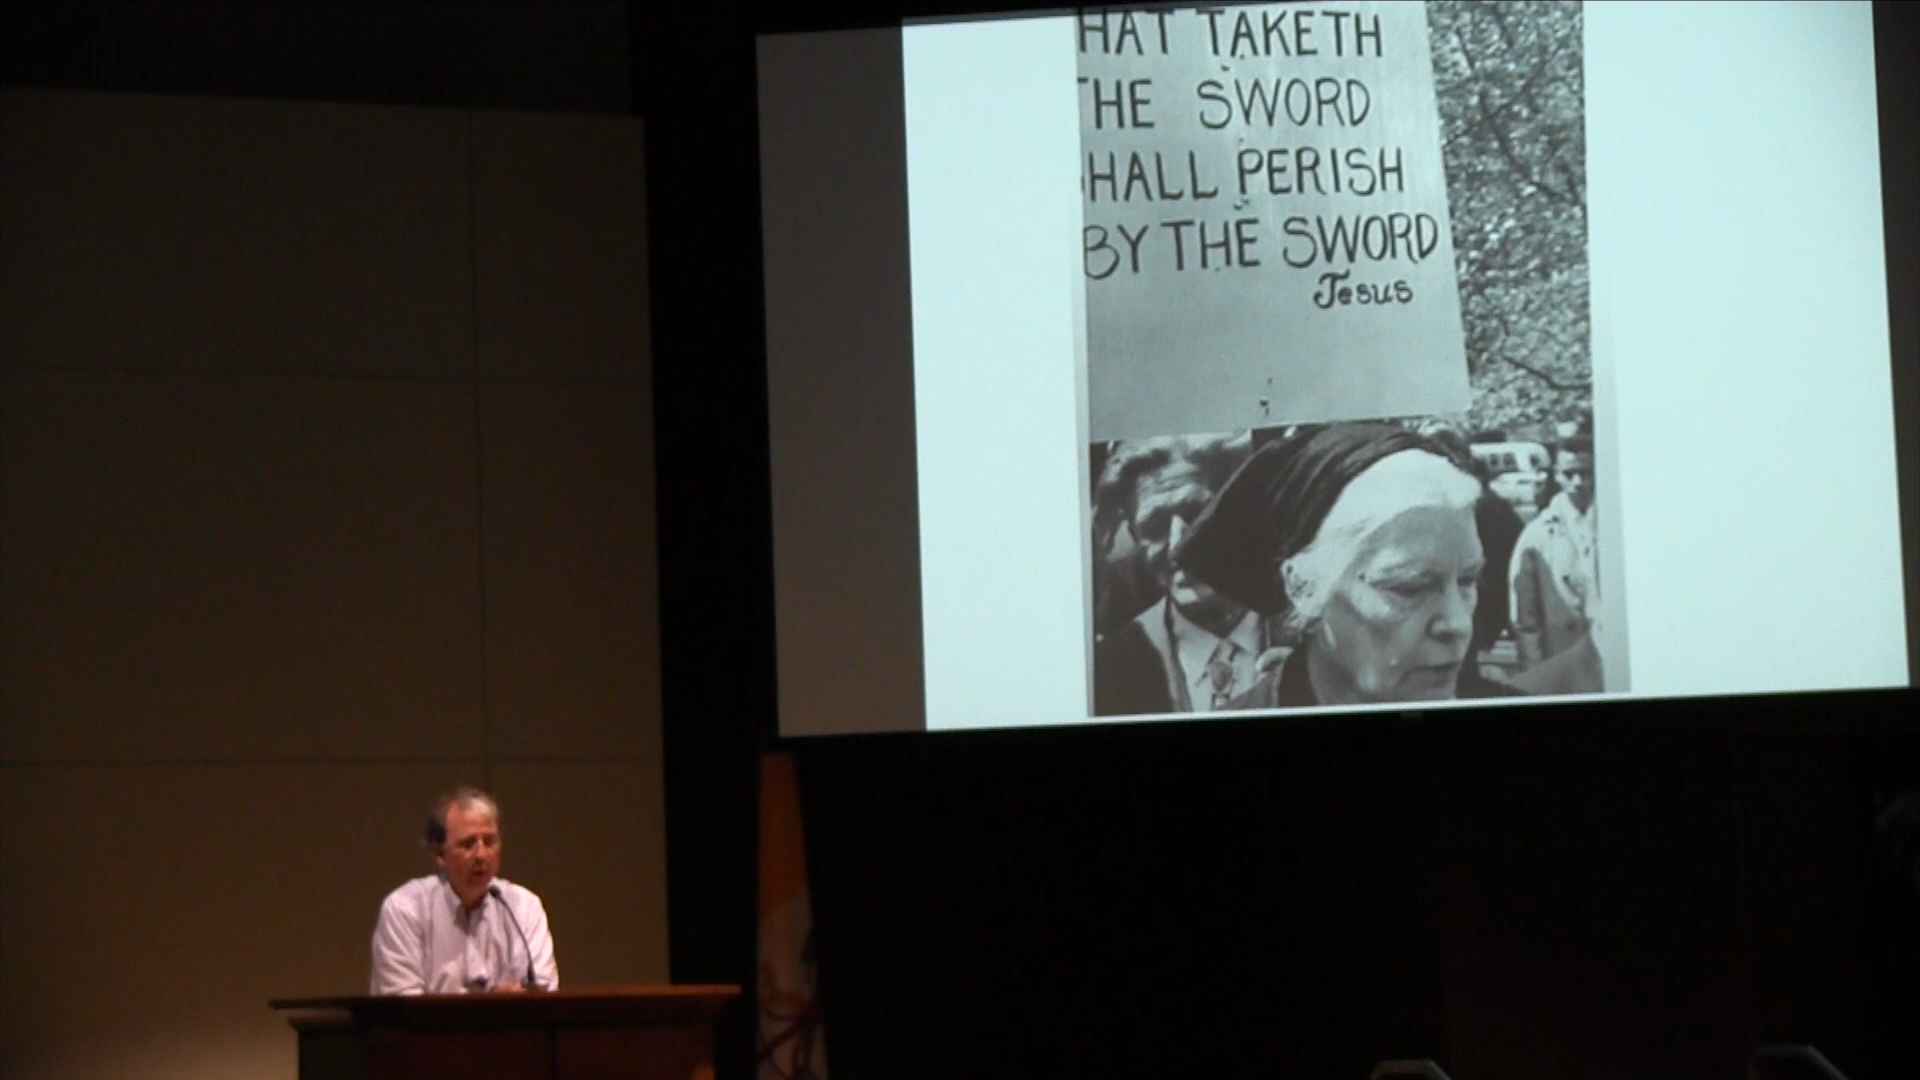 HAT TAKETH
THE SWORD
HALL PERISH
BY THE SWORD
Jesus